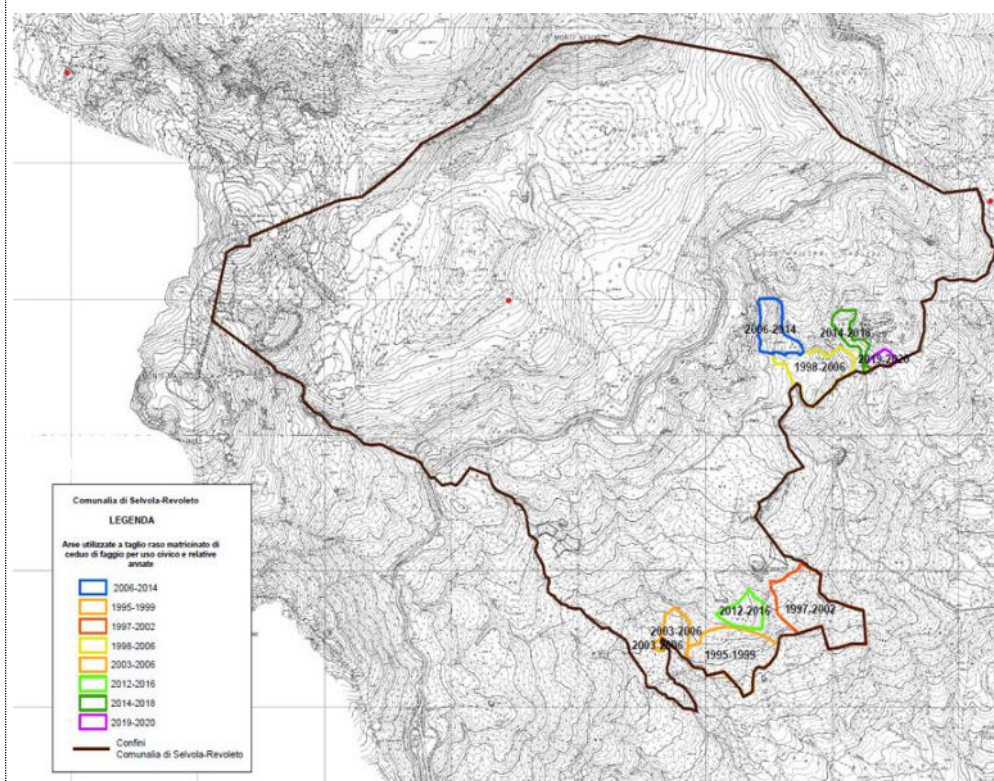 2006-2014
2014-2018
2019-2020
1998-2006
2012-2016
1997-2002
2003-2006
2003-2006
1995-1999
Comunalia di Selvola-Revoleto
LEGENDA
Aree utilizzate a taglio raso matricinato di
ceduo di faggio per uso civico e relative
annate
2006-2014
1995-1999
1997-2002
1998-2006
2003-2006
2012-2016
2014-2018
2019-2020
Confini
Comunalia di Selvola-Revoleto